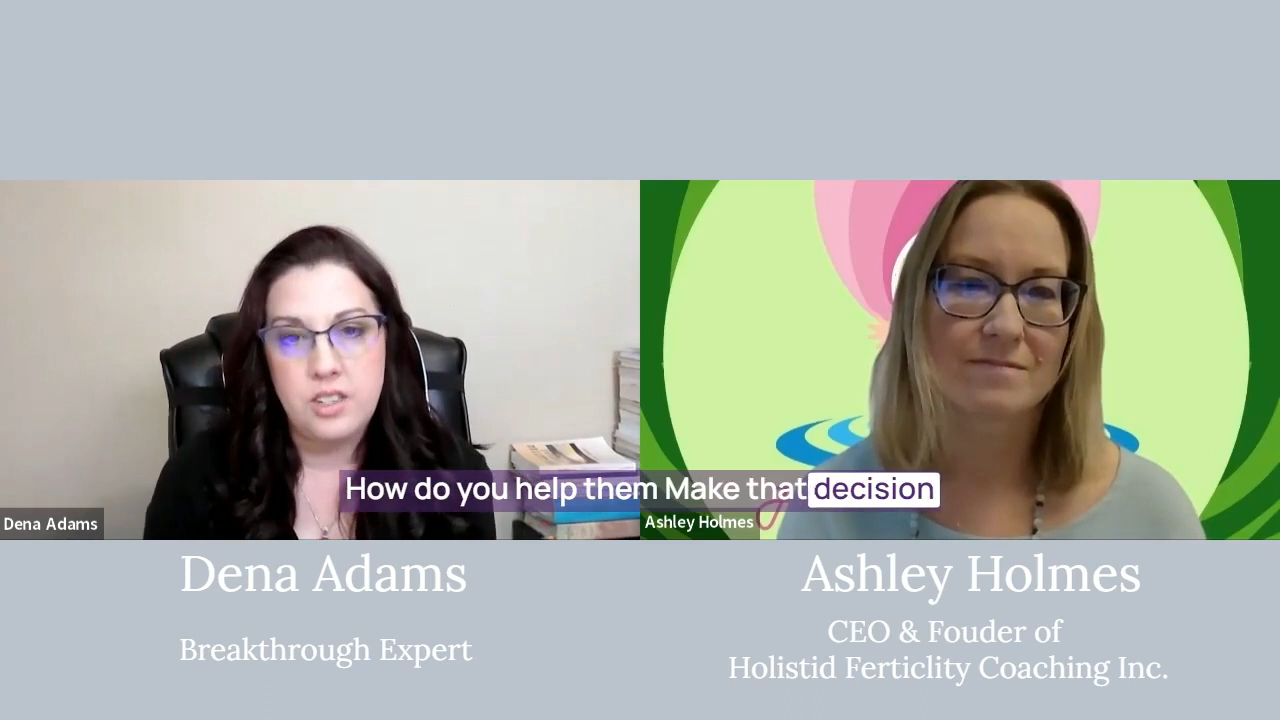 How do you help them Make that decision
Dena Adams
Ashley Holmes
Dena Adams
Ashley Holmes
Breakthrough Expert
CEO & Fouder of
Holistid Ferticlity Coaching Inc.